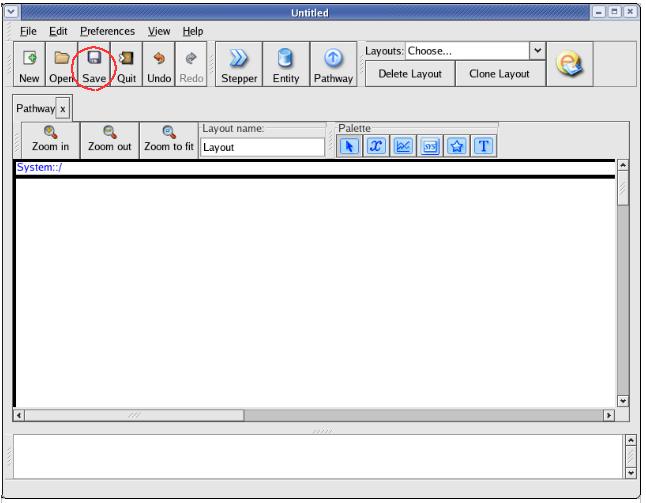 Untitled
File Edit Preferences View Help
New Open Save Quit Undo Redo Stepper Entity Pathway
Layouts: Choose...
Delete Layout Clone Layout
Pathway x
Zoom in Zoom out Zoom to fit
Layout name:
Layout
Palette
x SYS T
System::/